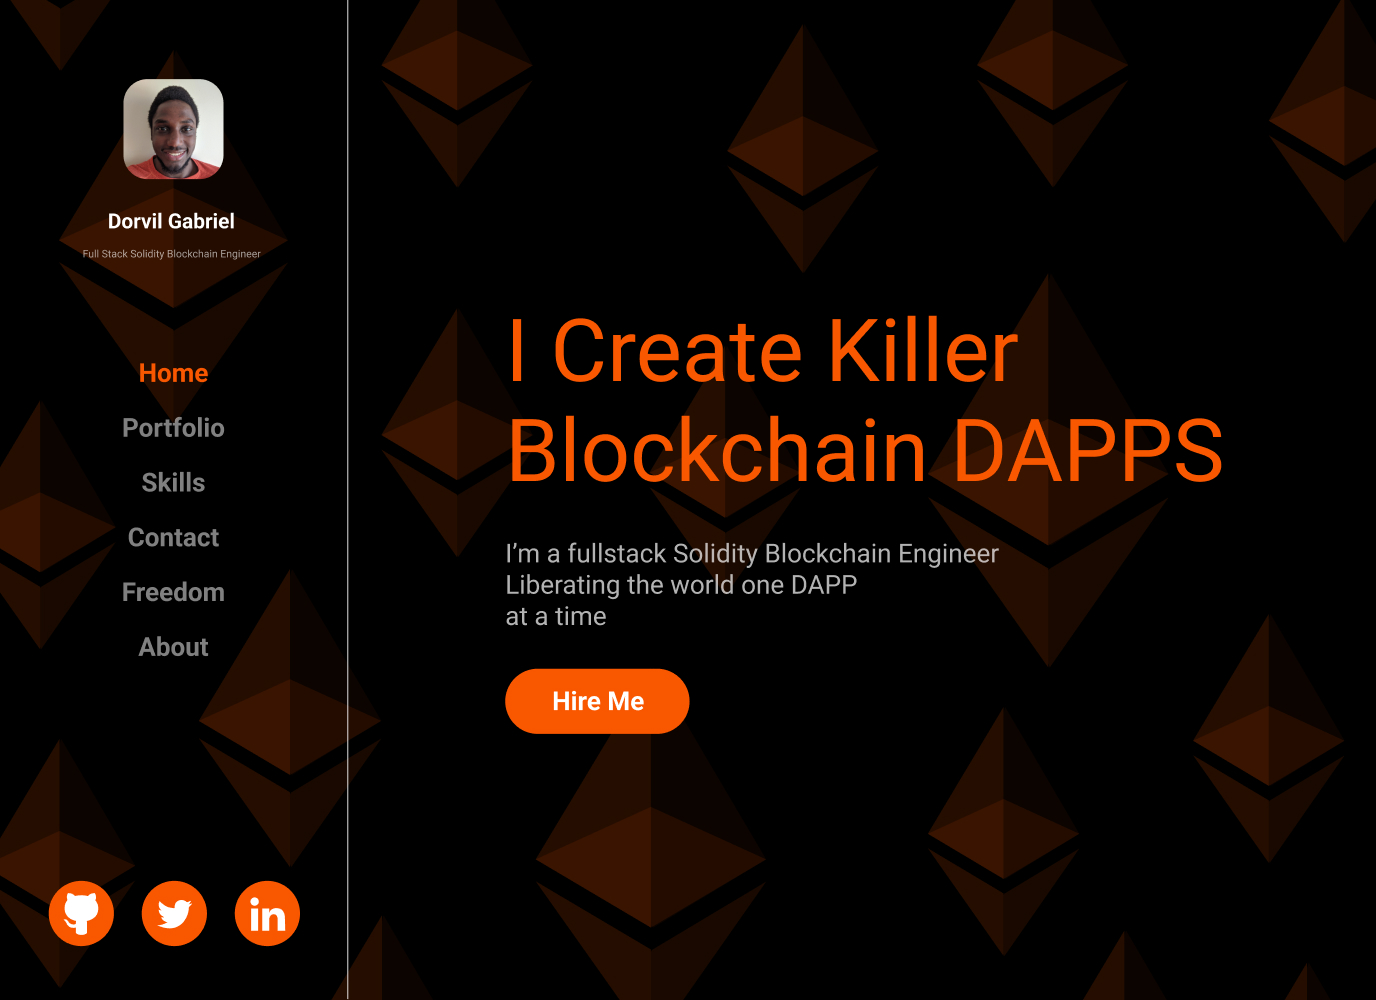 Dorvil Gabriel
Full Stack Solidity Blockchain Engineer
Home
Portfolio
Skills
Contact
Freedom
About
I Create Killer
Blockchain DAPPS
I’m a fullstack Solidity Blockchain Engineer
Liberating the world one DAPP
at a time
Hire Me
in